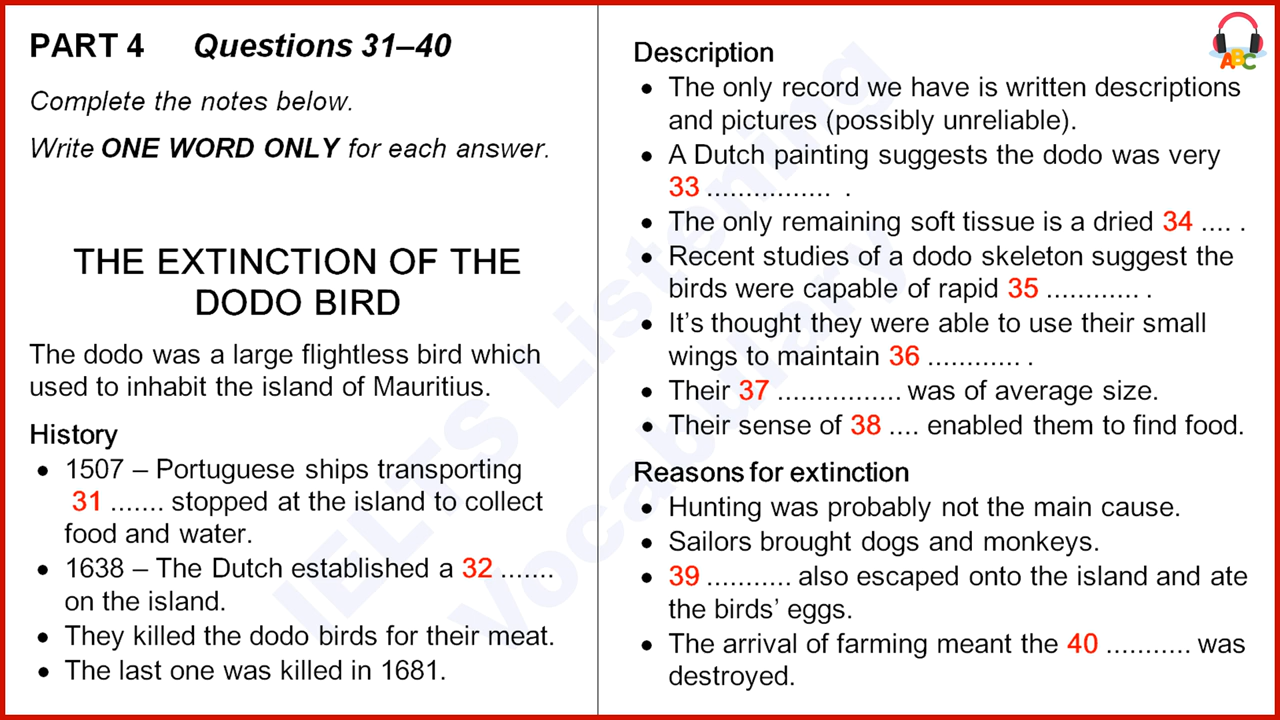 PART 4 Questions 31–40
Complete the notes below.
Write ONE WORD ONLY for each answer.
THE EXTINCTION OF THE
DODO BIRD
The dodo was a large flightless bird which
used to inhabit the island of Mauritius.
History
• 1507 – Portuguese ships transporting
31 ....... stopped at the island to collect
food and water.
• 1638 – The Dutch established a 32 .......
on the island.
• They killed the dodo birds for their meat.
• The last one was killed in 1681.
Description
• The only record we have is written descriptions
and pictures (possibly unreliable).
• A Dutch painting suggests the dodo was very
33 ................ .
• The only remaining soft tissue is a dried 34 .... .
• Recent studies of a dodo skeleton suggest the
birds were capable of rapid 35 ............ .
• It’s thought they were able to use their small
wings to maintain 36 ............ .
• Their 37 ................ was of average size.
• Their sense of 38 .... enabled them to find food.
Reasons for extinction
• Hunting was probably not the main cause.
• Sailors brought dogs and monkeys.
• 39 ........... also escaped onto the island and ate
the birds’ eggs.
• The arrival of farming meant the 40 ........... was
destroyed.
ABC
IELTS Listening
Vocabulary